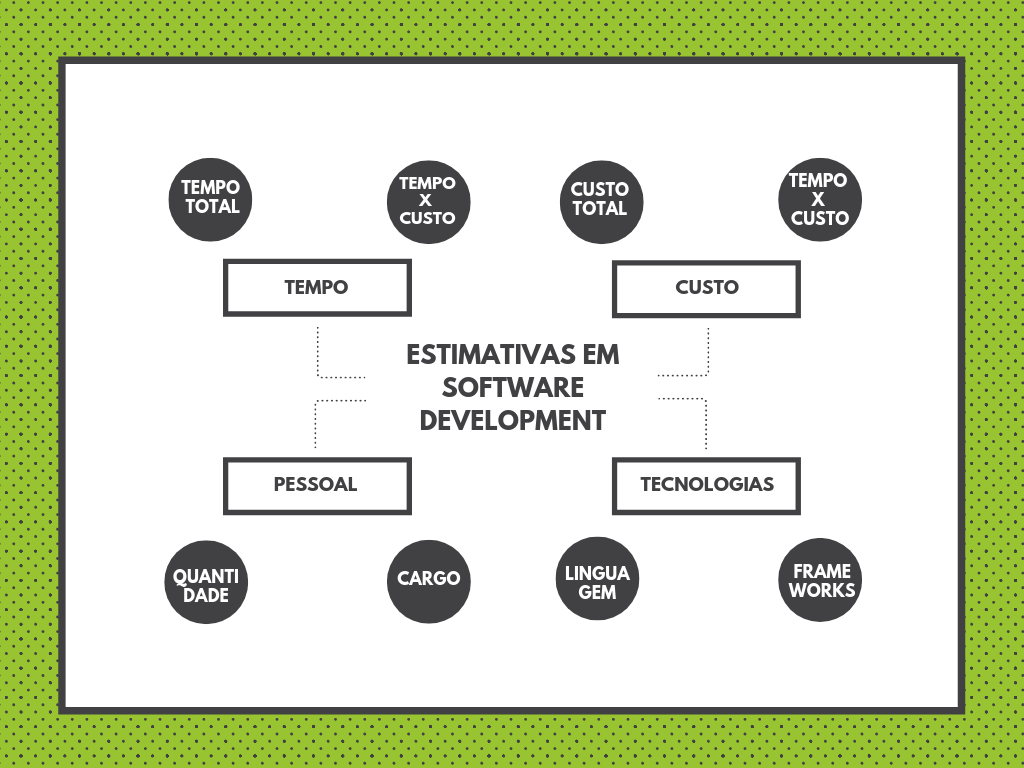 TEMPO
TOTAL
TEMPO
X
CUSTO
CUSTO
TOTAL
TEMPO
X
CUSTO
TEMPO
CUSTO
ESTIMATIVAS EM
SOFTWARE
DEVELOPMENT
PESSOAL
TECNOLOGIAS
QUANTI
DADE
CARGO
LINGUA
GEM
FRAME
WORKS